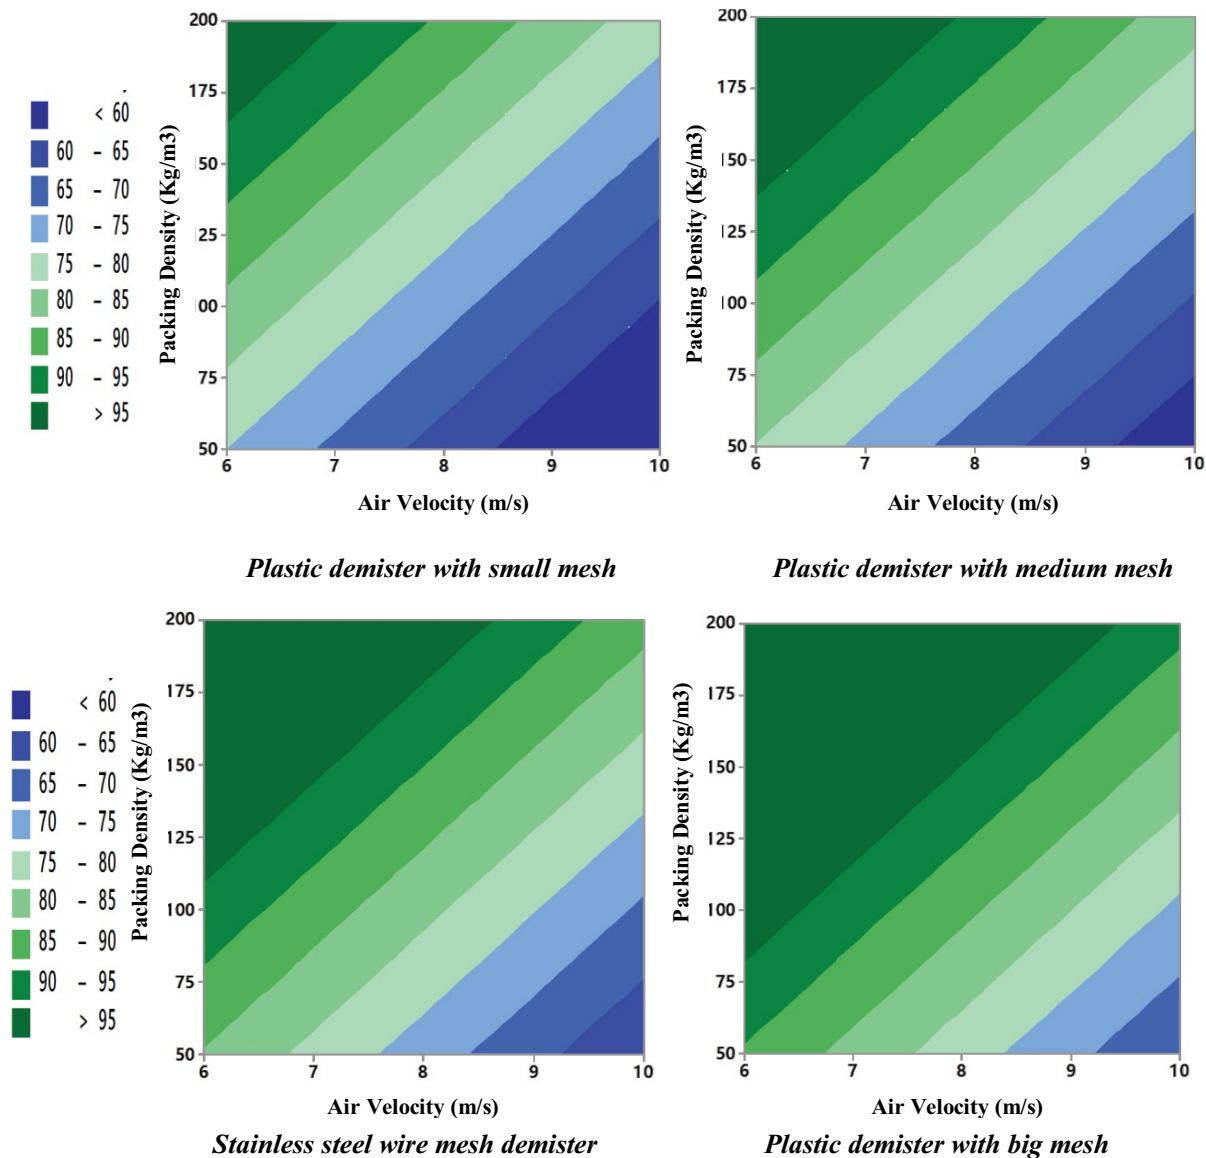 < 60
60 – 65
65 – 70
70 – 75
75 – 80
80 – 85
85 – 90
90 – 95
> 95
Packing Density (Kg/m3)
200
175
50
25
00
75
50
6 7 8 9 10
Air Velocity (m/s)
Plastic demister with small mesh
Packing Density (Kg/m3)
200
175
150
125
100
75
50
6 7 8 9 10
Air Velocity (m/s)
Plastic demister with medium mesh
< 60
60 – 65
65 – 70
70 – 75
75 – 80
80 – 85
85 – 90
90 – 95
> 95
Packing Density (Kg/m3)
200
175
150
125
100
75
50
6 7 8 9 10
Air Velocity (m/s)
Stainless steel wire mesh demister
Packing Density (Kg/m3)
200
175
150
125
100
75
50
6 7 8 9 10
Air Velocity (m/s)
Plastic demister with big mesh